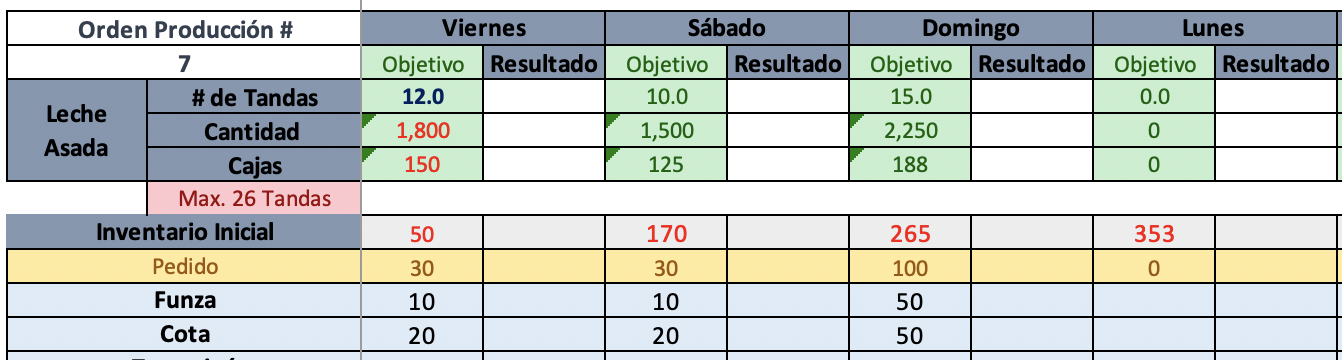 Orden Producción # Viernes Sábado Domingo Lunes
7 Objetivo Resultado Objetivo Resultado Objetivo Resultado Objetivo Resultado
Leche Asada # de Tandas 12.0 10.0 15.0 0.0
Cantidad 1,800 1,500 2,250 0
Cajas 150 125 188 0
Max. 26 Tandas
Inventario Inicial 50 170 265 353
Pedido 30 30 100 0
Funza 10 10 50
Cota 20 20 50